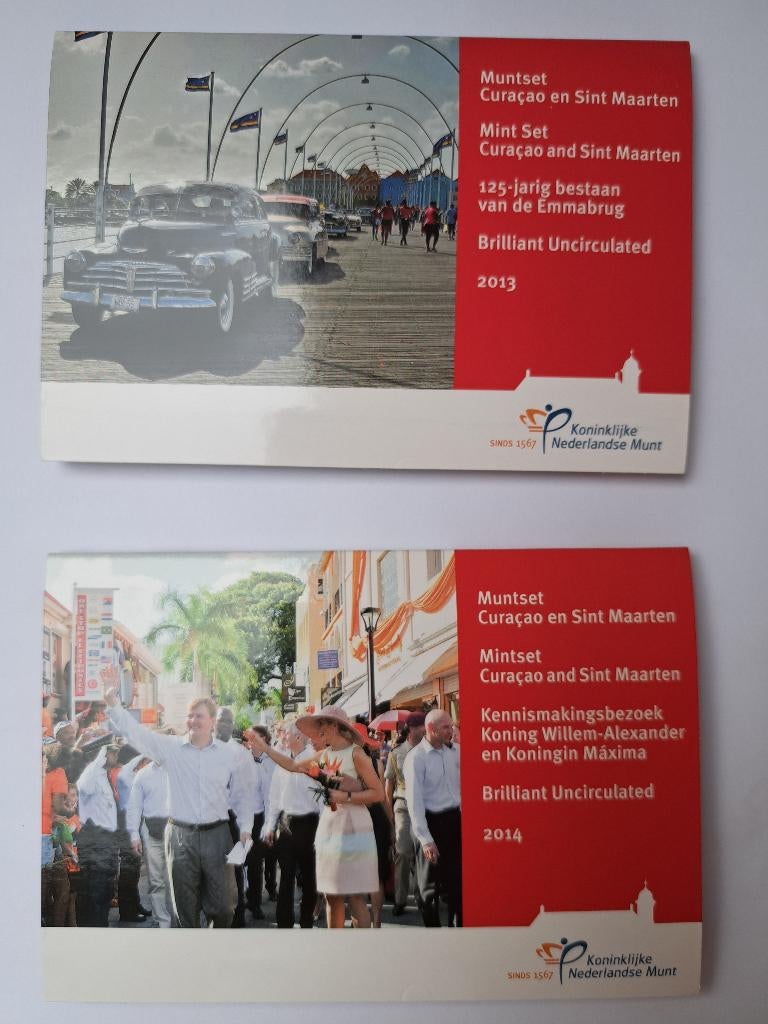 Muntset
Curaçao en Sint Maarten
Mint Set
Curaçao and Sint Maarten
125-jarig bestaan
van de Emmabrug
Brilliant Uncirculated
2013
SINDS 1567
Koninklijke
Nederlandse Munt
Muntset
Curaçao en Sint Maarten
Mintset
Curaçao and Sint Maarten
Kennismakingsbezoek
Koning Willem-Alexander
en Koningin Máxima
Brilliant Uncirculated
2014
SINDS 1567
Koninklijke
Nederlandse Munt